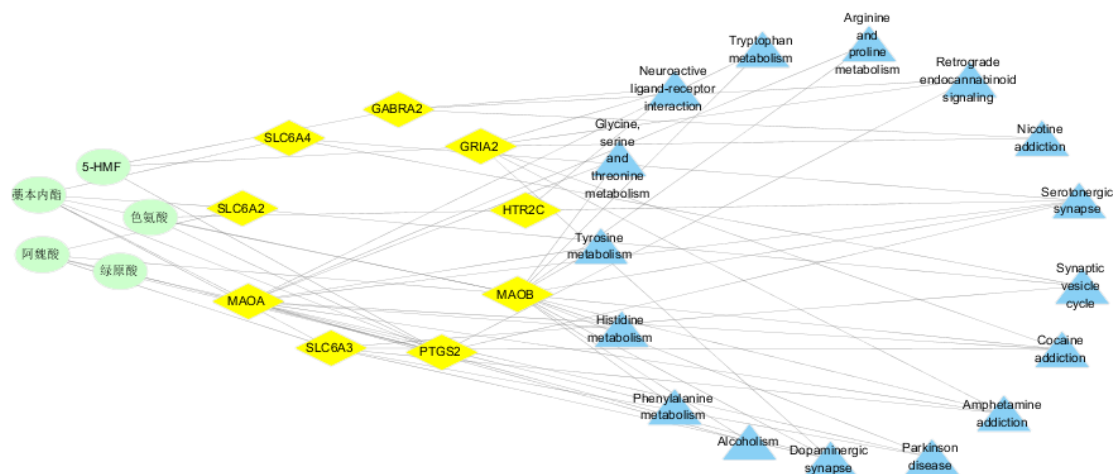 Arginine
and
proline
metabolism
Tryptophan
metabolism
Retrograde
endocannabinoid
signaling
Neuroactive
ligand-receptor
interaction
GABRA2
Glycine,
serine
and
threonine
metabolism
Nicotine
addiction
SLC6A4
GRIA2
5-HMF
藁本内酯
色氨酸
SLC6A2
HTR2C
Serotonergic
synapse
阿魏酸
绿原酸
Tyrosine
metabolism
MAOA
MAOB
Synaptic
vesicle
cycle
Histidine
metabolism
SLC6A3
PTGS2
Cocaine
addiction
Phenylalanine
metabolism
Amphetamine
addiction
Alcoholism
Dopaminergic
synapse
Parkinson
disease